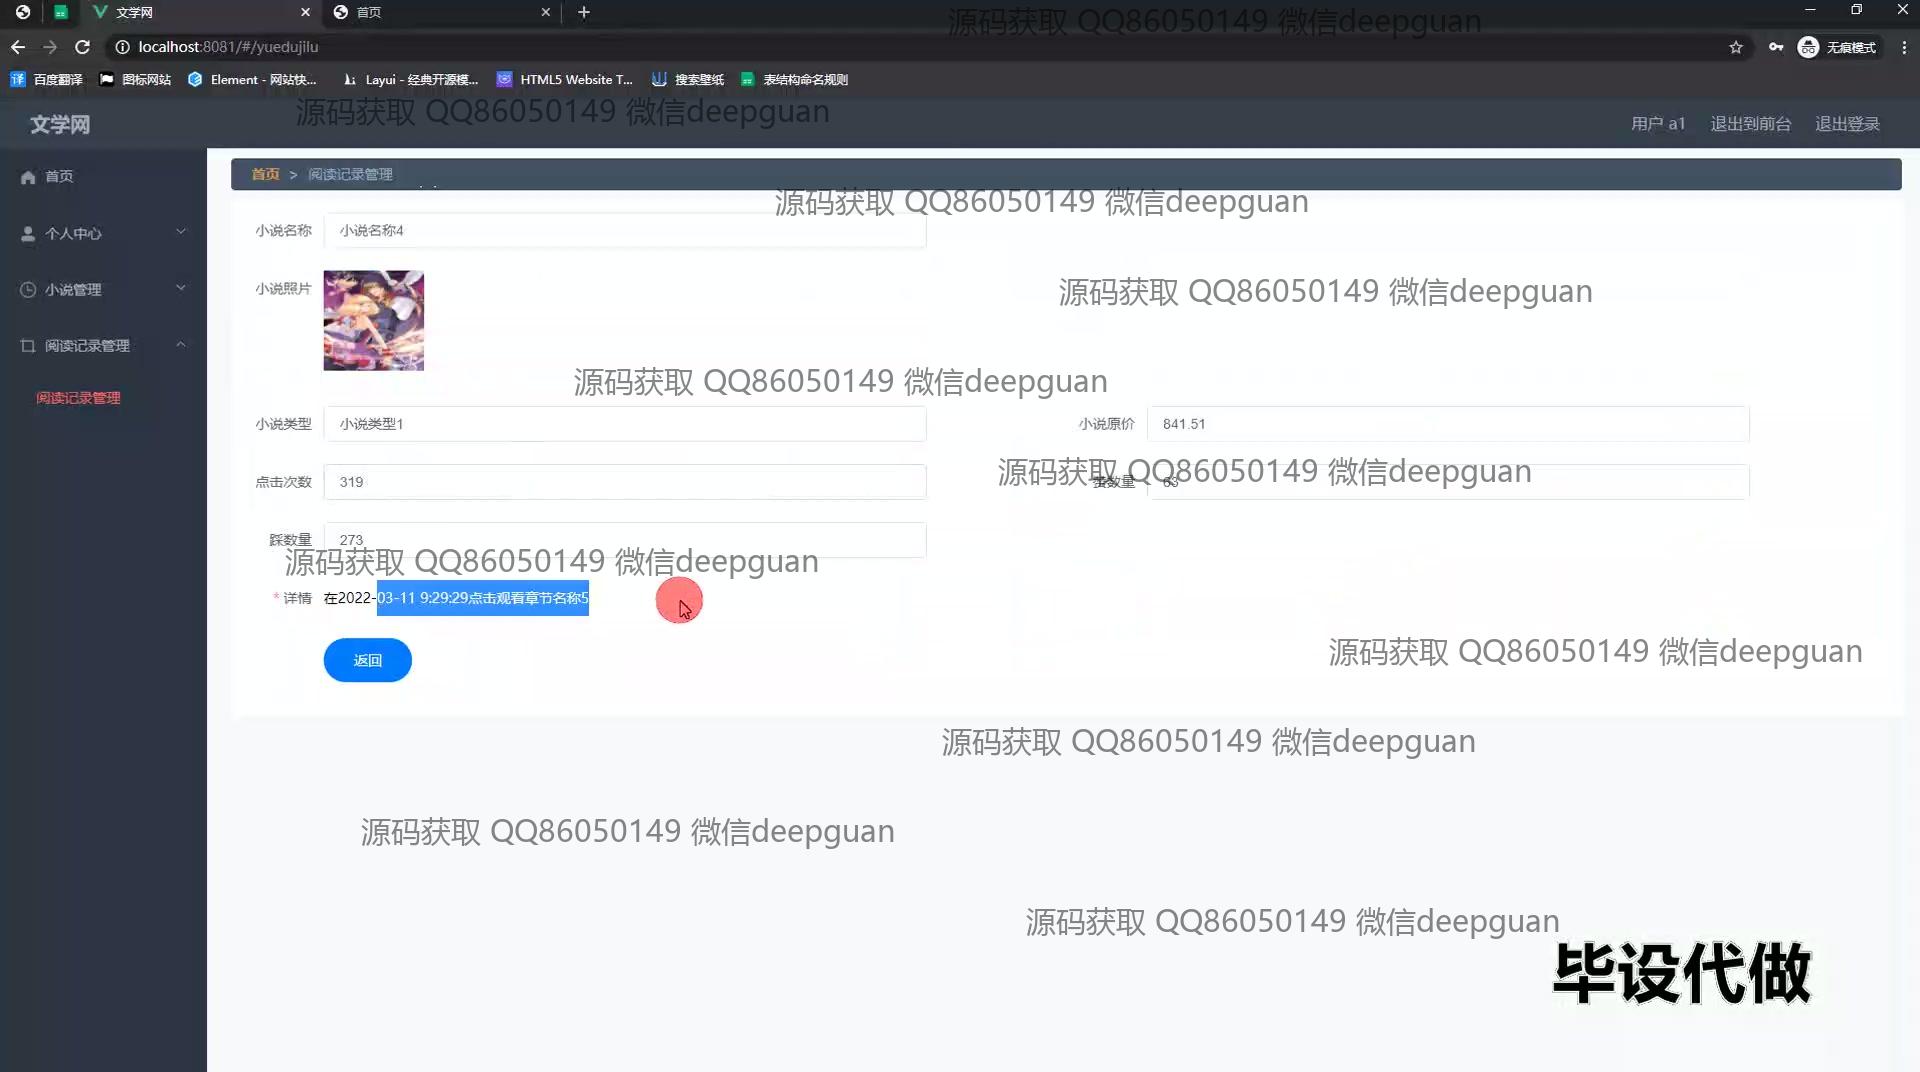 文学网
首页
源码获取 QQ86050149 微信deepguan
localhost:8081/#/yuedujilu
无痕模式
百度翻译
图标网站
Element - 网站快...
Layui - 经典开源模...
HTML5 Website T...
搜索壁纸
表结构命名规则
源码获取 QQ86050149 微信deepguan
文学网
用户 a1
退出到前台
退出登录
首页
个人中心
小说管理
阅读记录管理
阅读记录管理
首页 > 阅读记录管理
源码获取 QQ86050149 微信deepguan
小说名称 小说名称4
源码获取 QQ86050149 微信deepguan
小说照片
源码获取 QQ86050149 微信deepguan
小说类型 小说类型1
小说原价 841.51
源码获取 QQ86050149 微信deepguan
点击次数 319
数量 63
踩数量 273
源码获取 QQ86050149 微信deepguan
* 详情 在2022-03-11 9:29:29点击观看章节名称5
返回
源码获取 QQ86050149 微信deepguan
源码获取 QQ86050149 微信deepguan
源码获取 QQ86050149 微信deepguan
源码获取 QQ86050149 微信deepguan
毕设代做